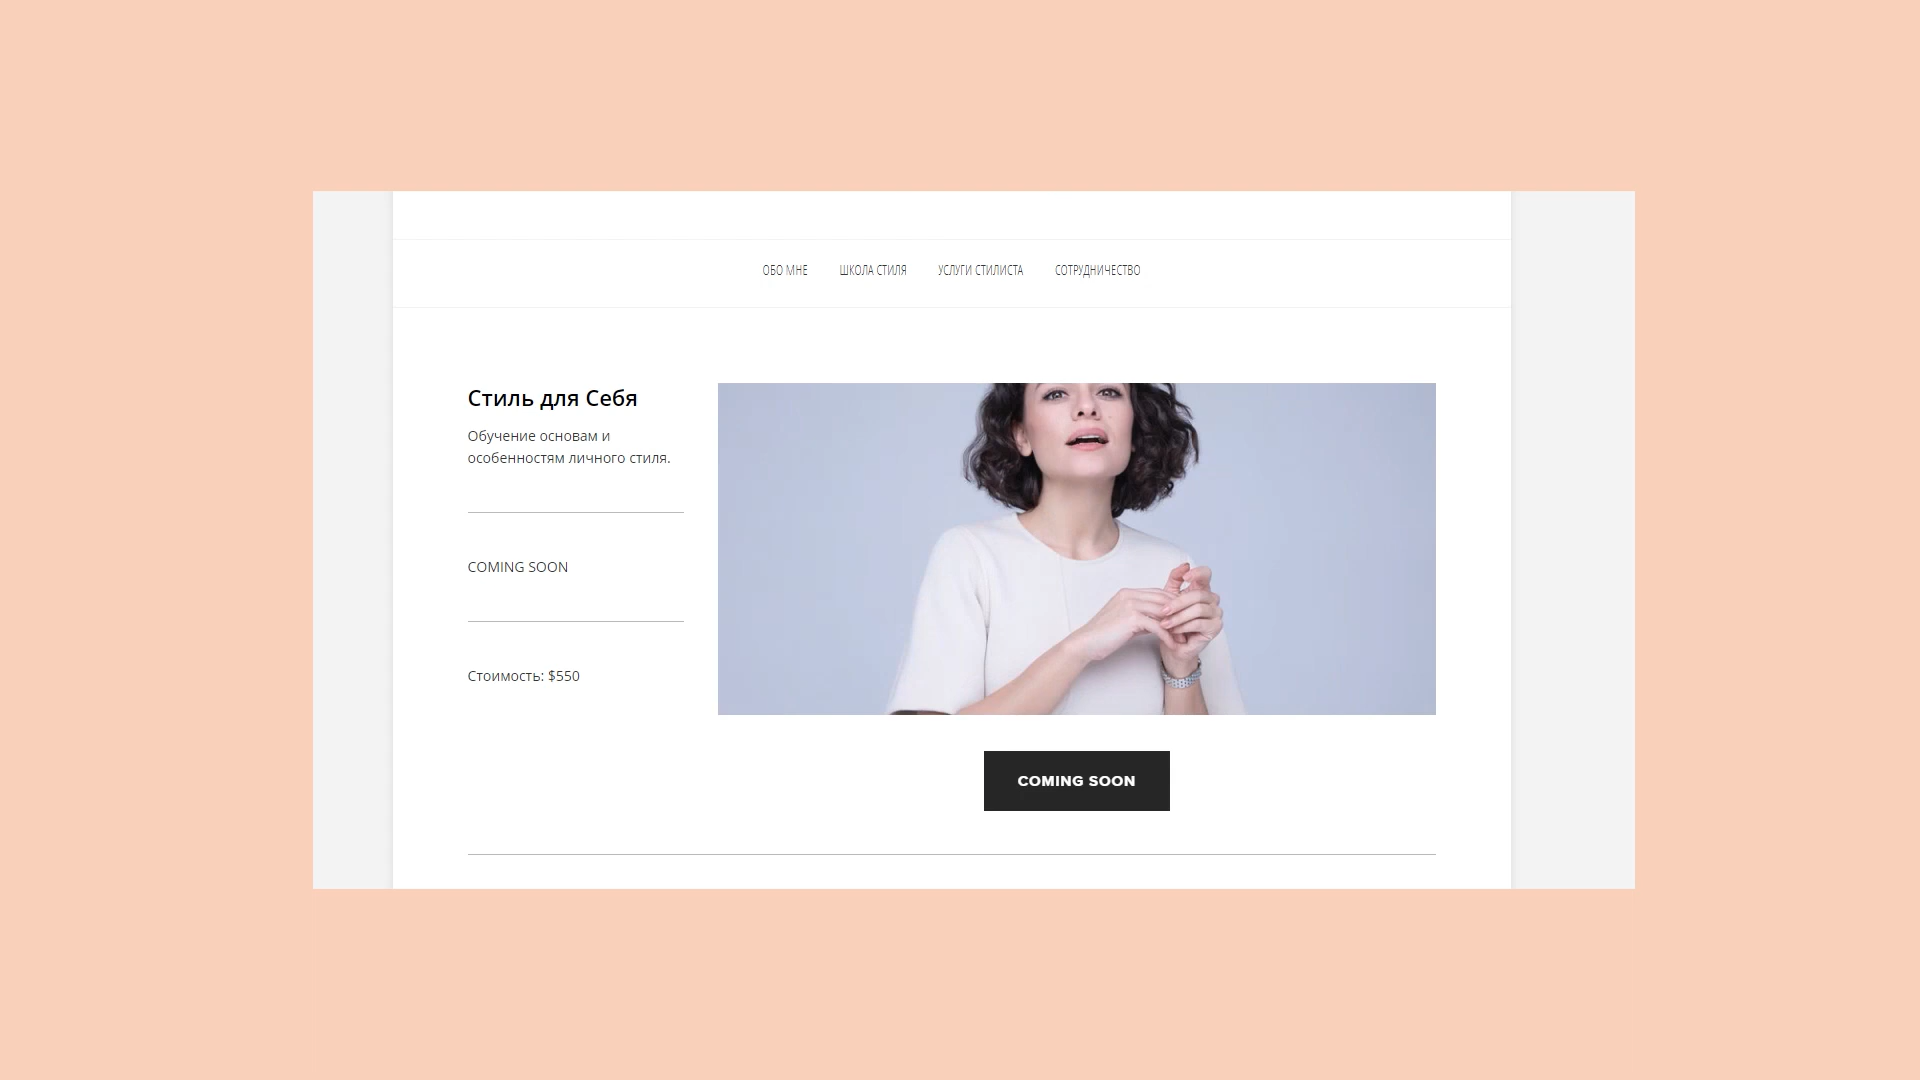 ОБО МНЕ ШКОЛА СТИЛЯ УСЛУГИ СТИЛИСТА СОТРУДНИЧЕСТВО
Стиль для Себя
Обучение основам и
особенностям личного стиля.
COMING SOON
Стоимость: $550
COMING SOON